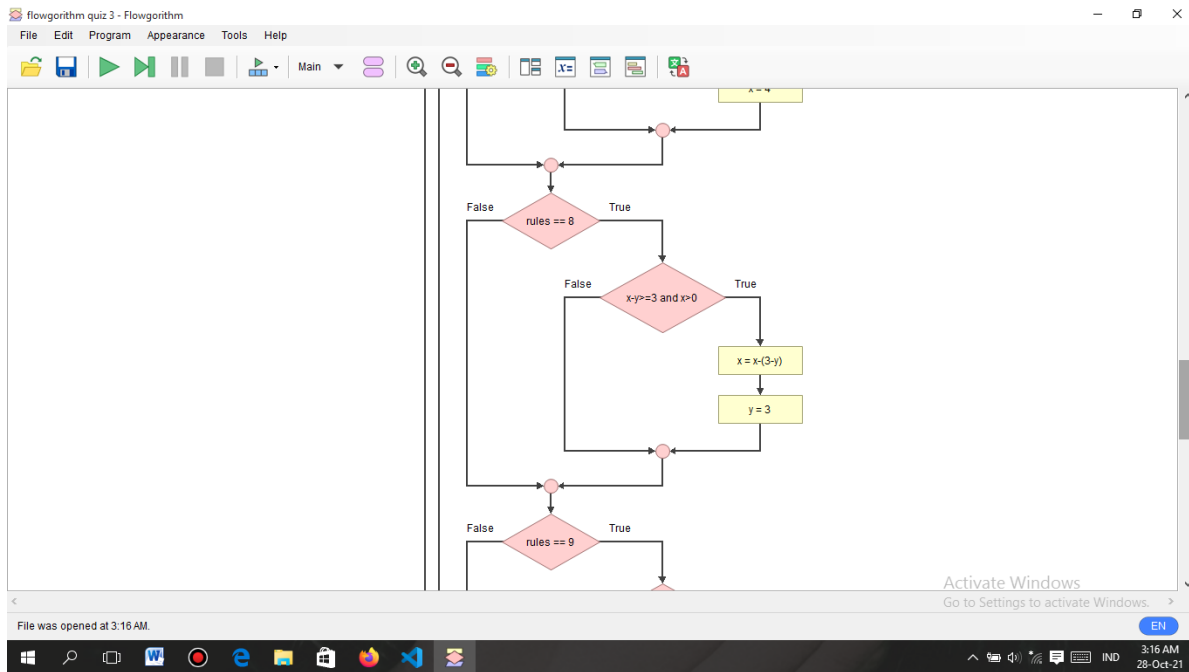 flowgorithm quiz 3 - Flowgorithm
File Edit Program Appearance Tools Help
Main
x=
x = 4
False True
rules == 8
False True
x-y>=3 and x>0
x = x-(3-y)
y = 3
False True
rules == 9
Activate Windows
Go to Settings to activate Windows.
File was opened at 3:16 AM.
EN
IND
3:16 AM
28-Oct-21